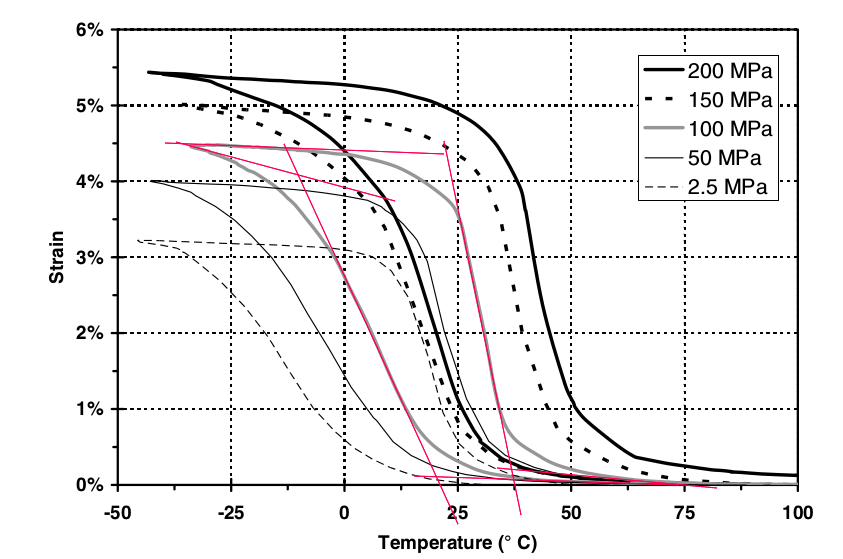 6%
5%
4%
3%
2%
1%
0%
Strain
200 MPa
150 MPa
100 MPa
50 MPa
2.5 MPa
-50 -25 0 25 50 75 100
Temperature (° C)